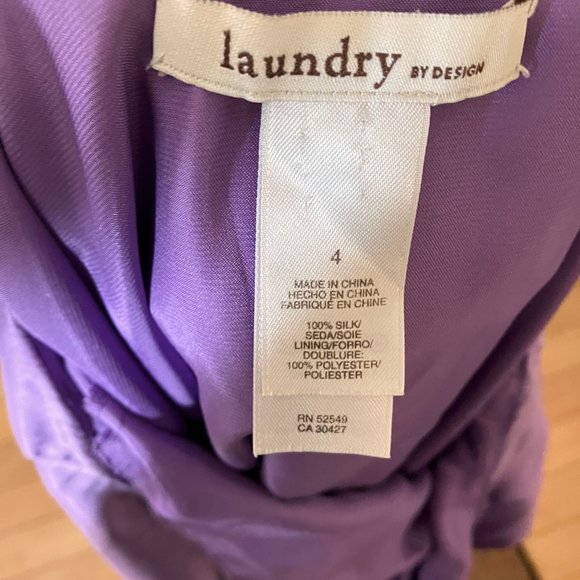 laundry BY DESIGN
4
MADE IN CHINA
HECHO EN CHINA
FABRIQUÉ EN CHINE
100% SILK/
SEDA/SOIE
LINING/FORRO/
DOUBLURE:
100% POLYESTER/
POLIESTER
RN 52549
CA 30427